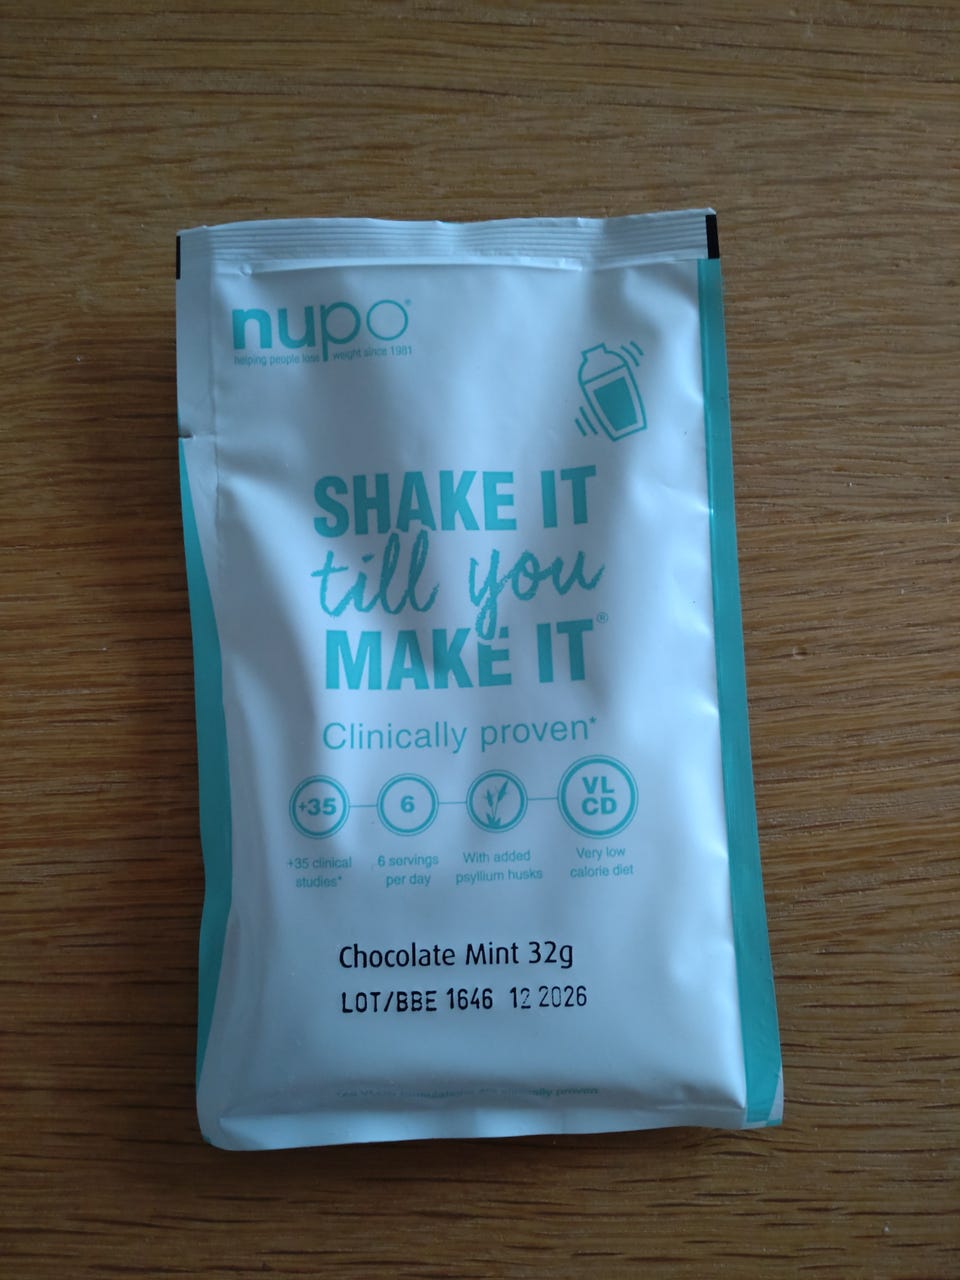 nupo®
helping people lose weight since 1981
SHAKE IT
till you
MAKE IT®
Clinically proven*
+35
6
VL
CD
+35 clinical
studies*
6 servings
per day
With added
psyllium husks
Very low
calorie diet
Chocolate Mint 32g
LOT/BBE 1646 12 2026
clinically proven